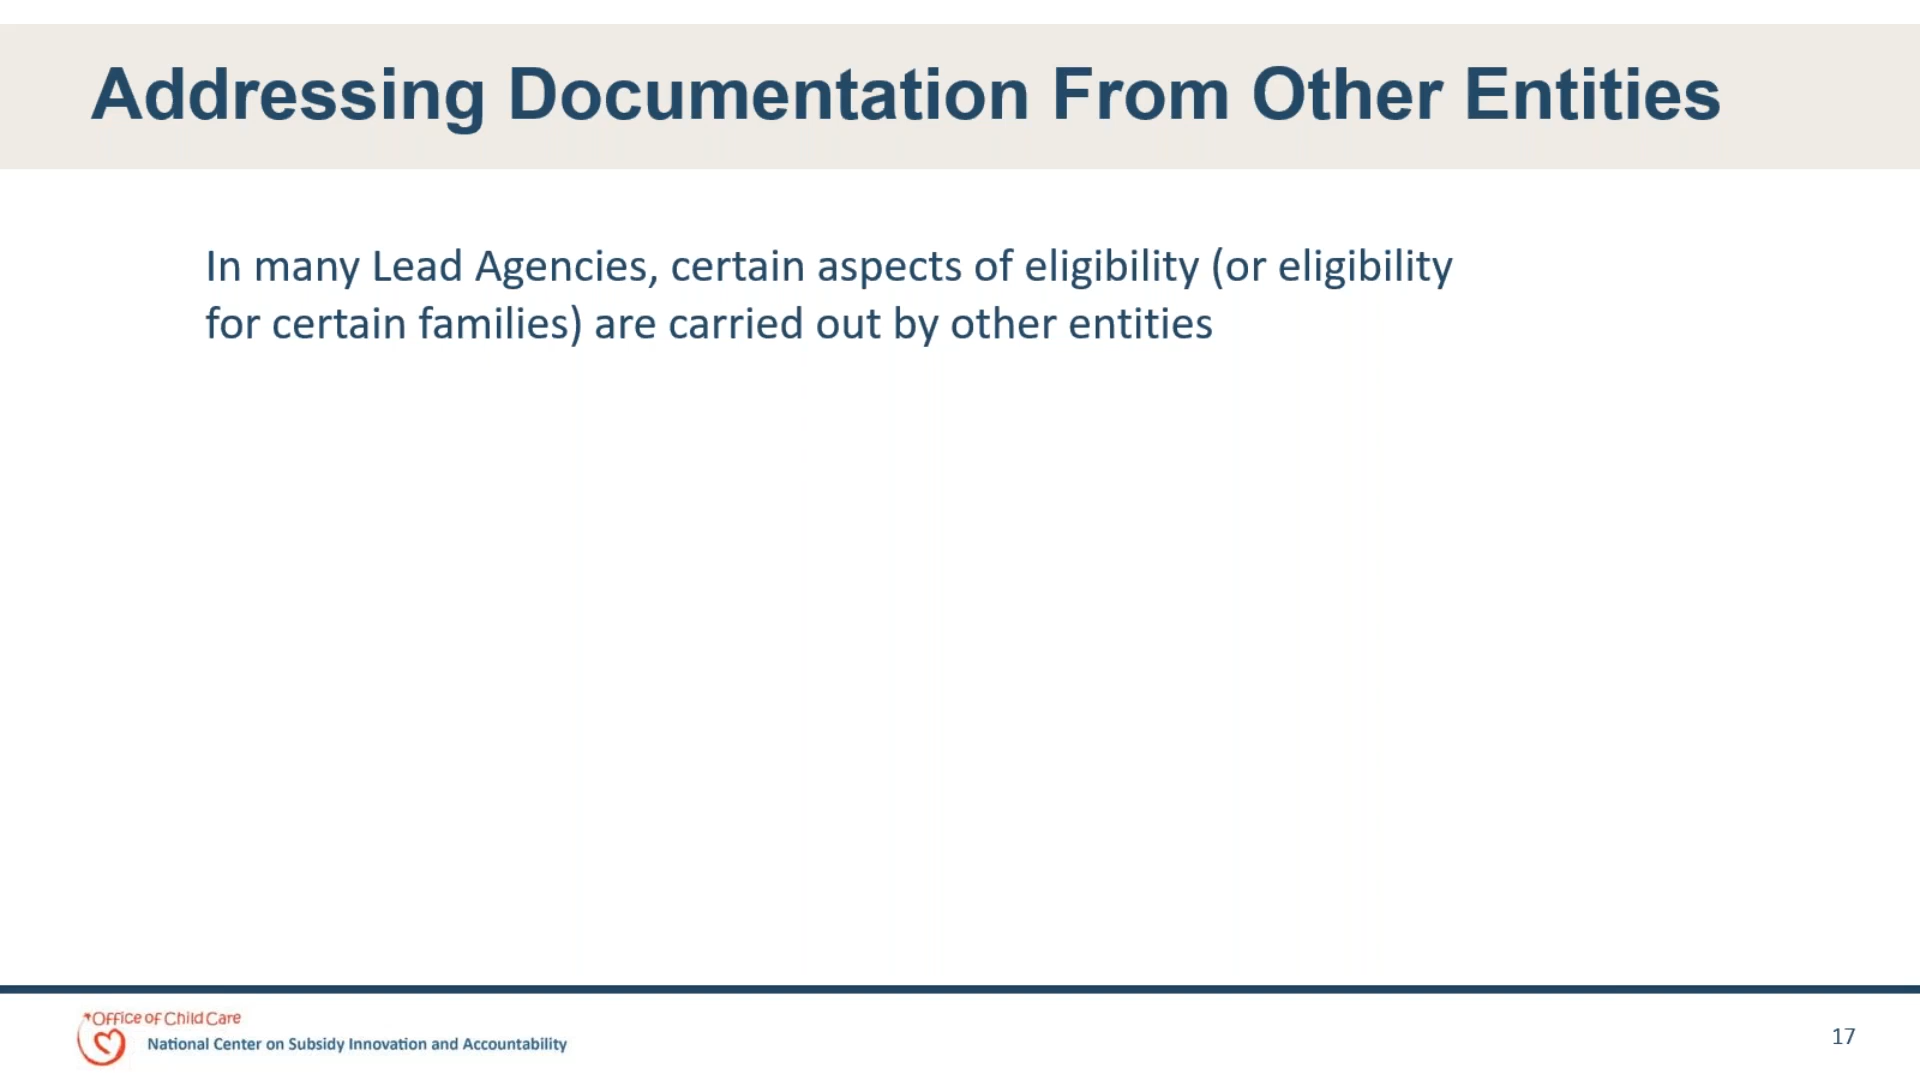 Addressing Documentation From Other Entities
In many Lead Agencies, certain aspects of eligibility (or eligibility
for certain families) are carried out by other entities
Office of Child Care
National Center on Subsidy Innovation and Accountability
17